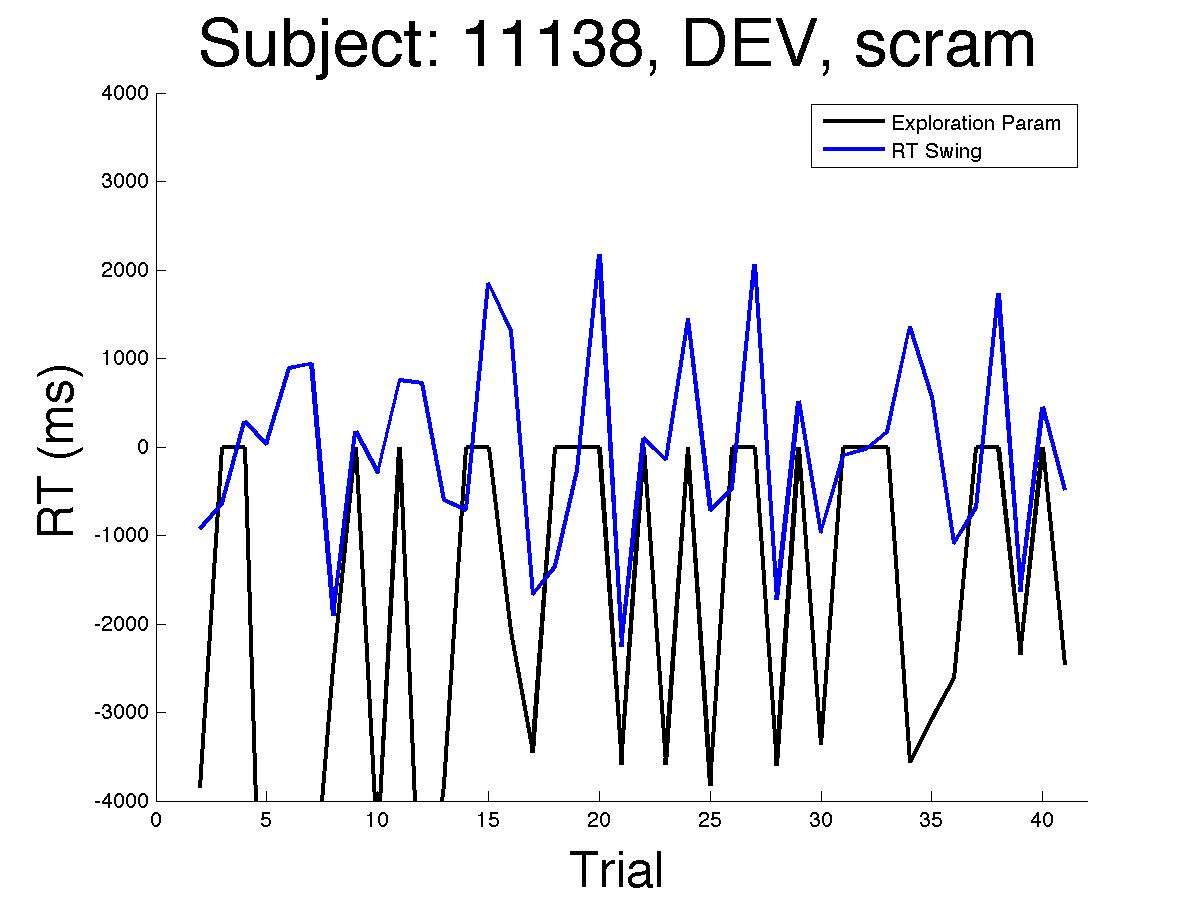 Subject: 11138, DEV, scram
Exploration Param
RT Swing
4000
3000
2000
1000
0
-1000
-2000
-3000
-4000
RT (ms)
0 5 10 15 20 25 30 35 40
Trial